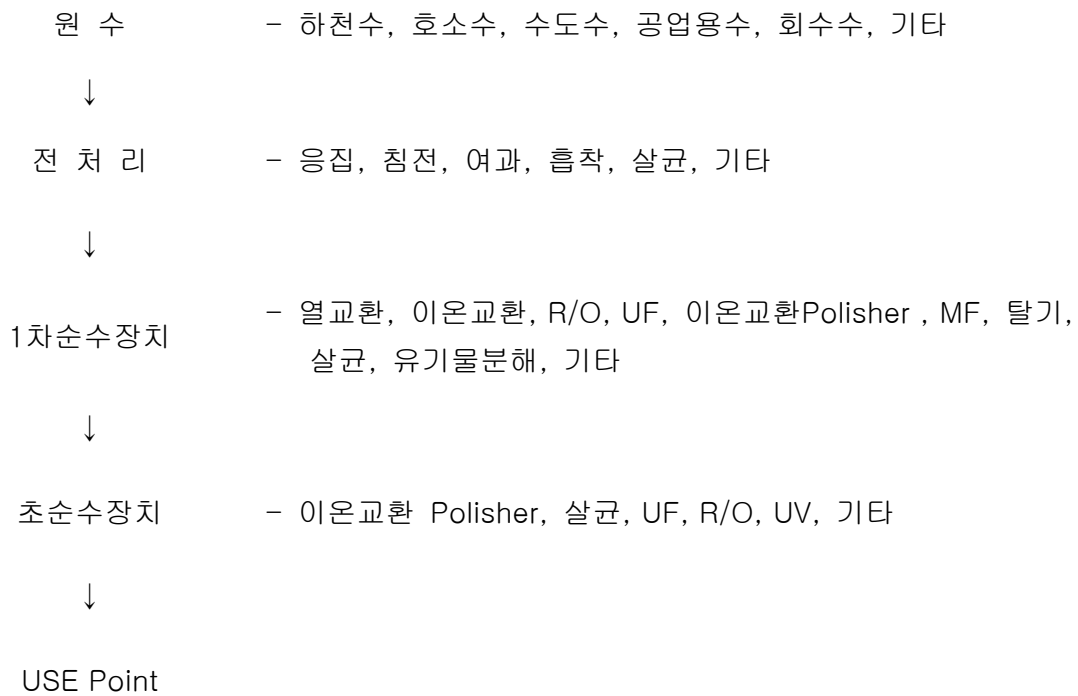 원 수 - 하천수, 호소수, 수도수, 공업용수, 회수수, 기타
↓
전 처 리 - 응집, 침전, 여과, 흡착, 살균, 기타
↓
1차순수장치 - 열교환, 이온교환, R/O, UF, 이온교환Polisher , MF, 탈기,
살균, 유기물분해, 기타
↓
초순수장치 - 이온교환 Polisher, 살균, UF, R/O, UV, 기타
↓
USE Point